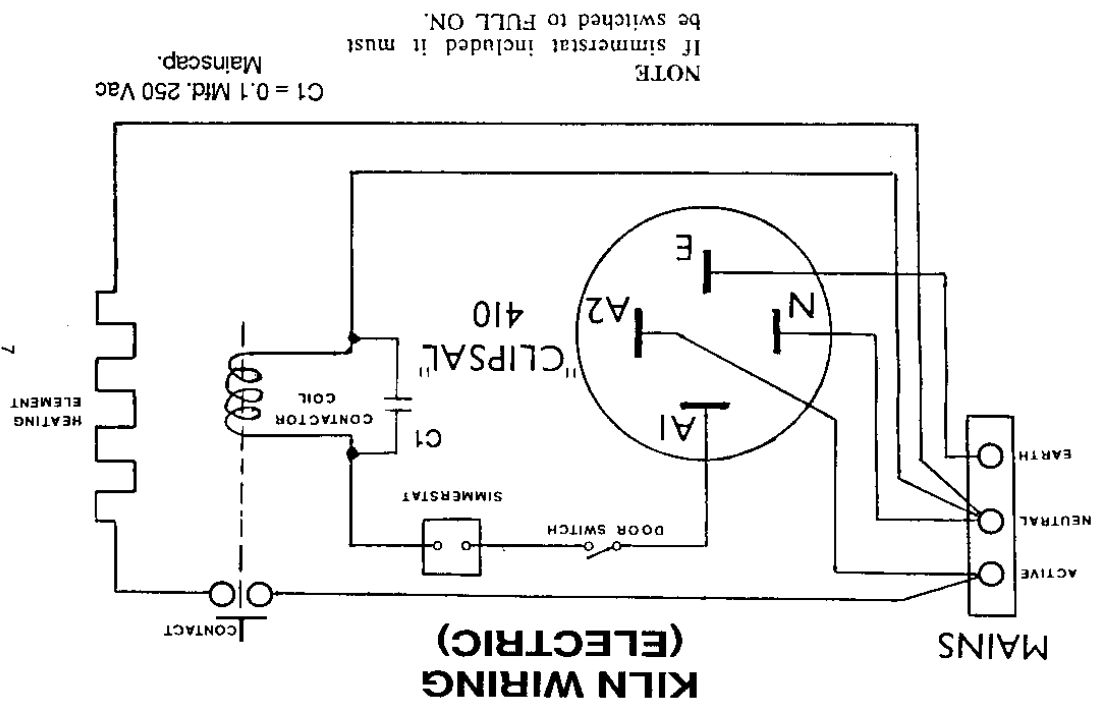 KILN WIRING
(ELECTRIC)
MAINS
ACTIVE
NEUTRAL
EARTH
CONTACT
DOOR SWITCH
SIMMERSTAT
A1
N
A2
E
"CLIPSAL"
410
C1
CONTACTOR
COIL
HEATING
ELEMENT
C1 = 0.1 Mfd. 250 Vac
Mainscap.
NOTE
If simmerstat included it must
be switched to FULL ON.
7